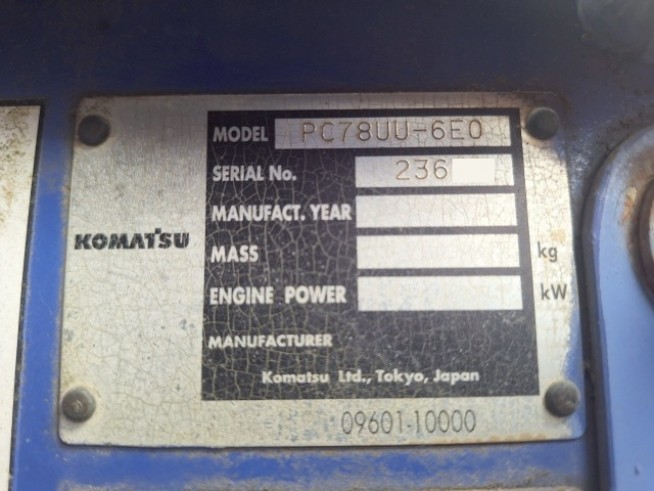 MODEL PC78UU-6E0
SERIAL No. 236
MANUFACT. YEAR
KOMATSU
MASS kg
ENGINE POWER kW
MANUFACTURER
Komatsu Ltd., Tokyo, Japan
09601-10000